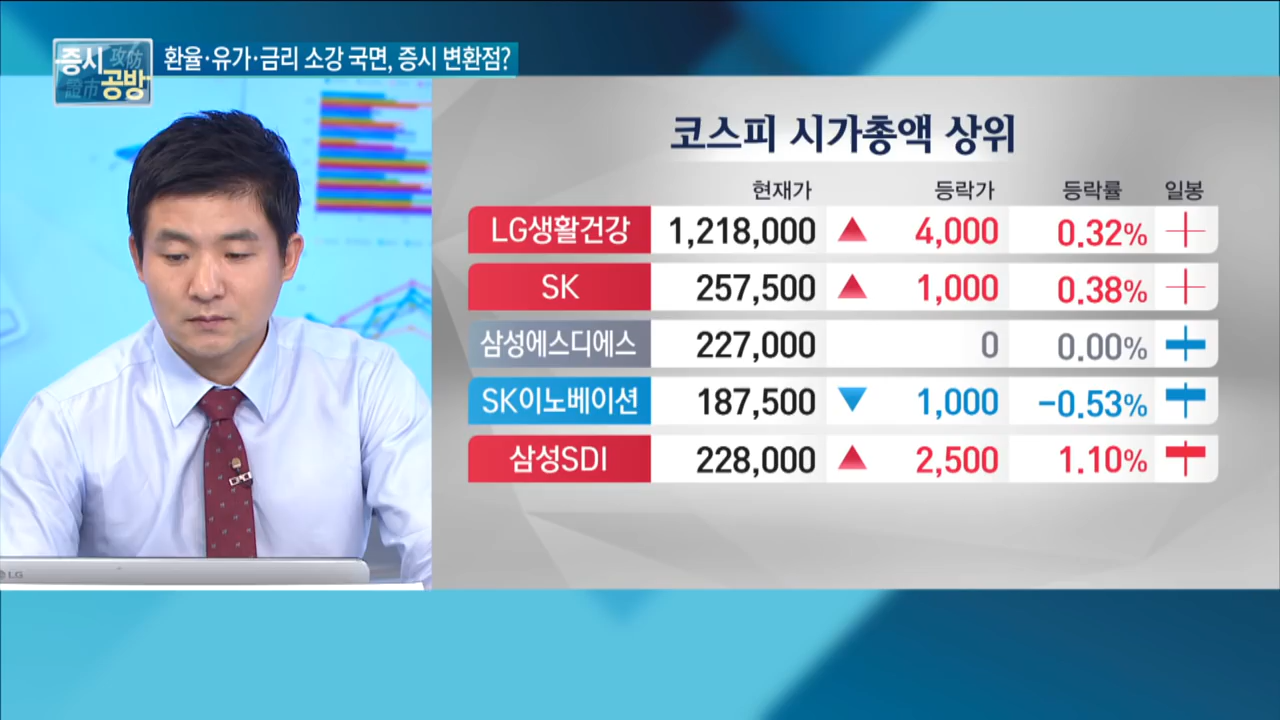 증시 攻防
證市 공방
환율·유가·금리 소강 국면, 증시 변환점?
코스피 시가총액 상위
현재가 등락가 등락률 일봉
LG생활건강 1,218,000 ▲ 4,000 0.32%
SK 257,500 ▲ 1,000 0.38%
삼성에스디에스 227,000 0 0.00%
SK이노베이션 187,500 ▼ 1,000 -0.53%
삼성SDI 228,000 ▲ 2,500 1.10%
LG